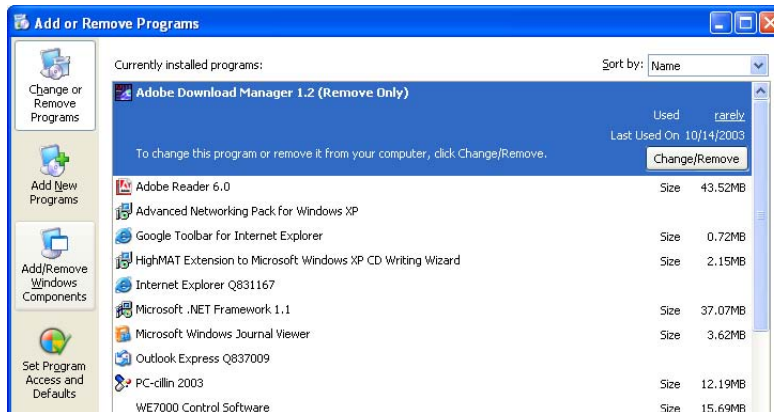 Add or Remove Programs
Currently installed programs:
Sort by: Name
Change or
Remove
Programs
Add New
Programs
Add/Remove
Windows
Components
Set Program
Access and
Defaults
Adobe Download Manager 1.2 (Remove Only)
Used rarely
Last Used On 10/14/2003
To change this program or remove it from your computer, click Change/Remove.
Change/Remove
Adobe Reader 6.0 Size 43.52MB
Advanced Networking Pack for Windows XP
Google Toolbar for Internet Explorer Size 0.72MB
HighMAT Extension to Microsoft Windows XP CD Writing Wizard Size 2.15MB
Internet Explorer Q831167
Microsoft .NET Framework 1.1 Size 37.07MB
Microsoft Windows Journal Viewer Size 3.62MB
Outlook Express Q837009
PC-cillin 2003 Size 12.19MB
WE7000 Control Software Size 15.69MB